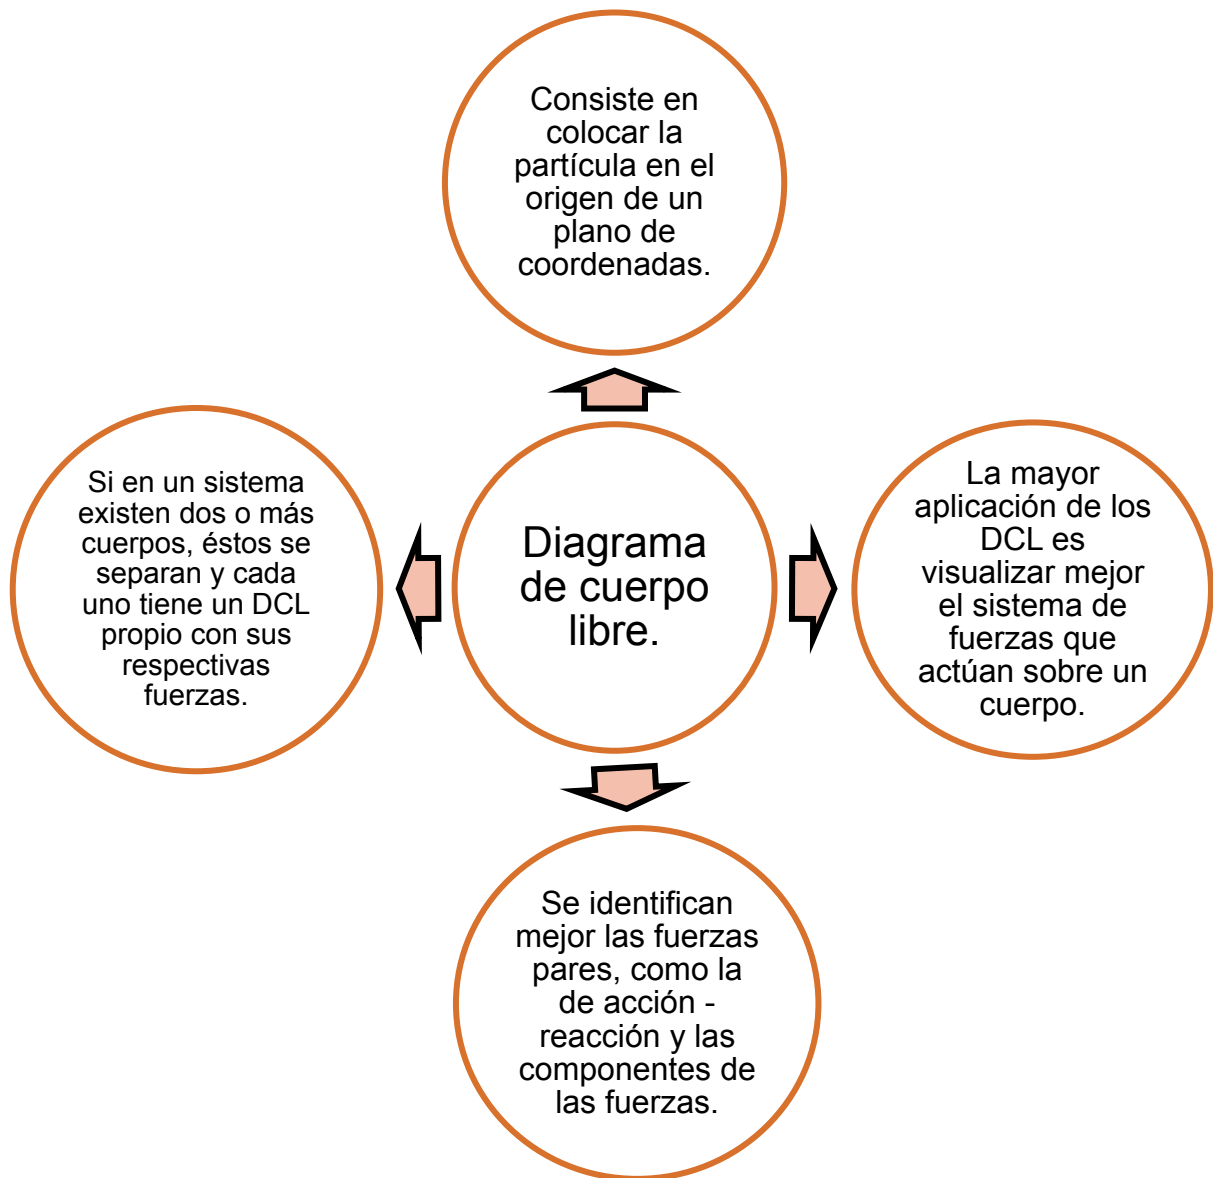 Consiste en
colocar la
partícula en el
origen de un
plano de
coordenadas.
Si en un sistema
existen dos o más
cuerpos, éstos se
separan y cada
uno tiene un DCL
propio con sus
respectivas
fuerzas.
Diagrama
de cuerpo
libre.
La mayor
aplicación de los
DCL es
visualizar mejor
el sistema de
fuerzas que
actúan sobre un
cuerpo.
Se identifican
mejor las fuerzas
pares, como la
de acción -
reacción y las
componentes de
las fuerzas.